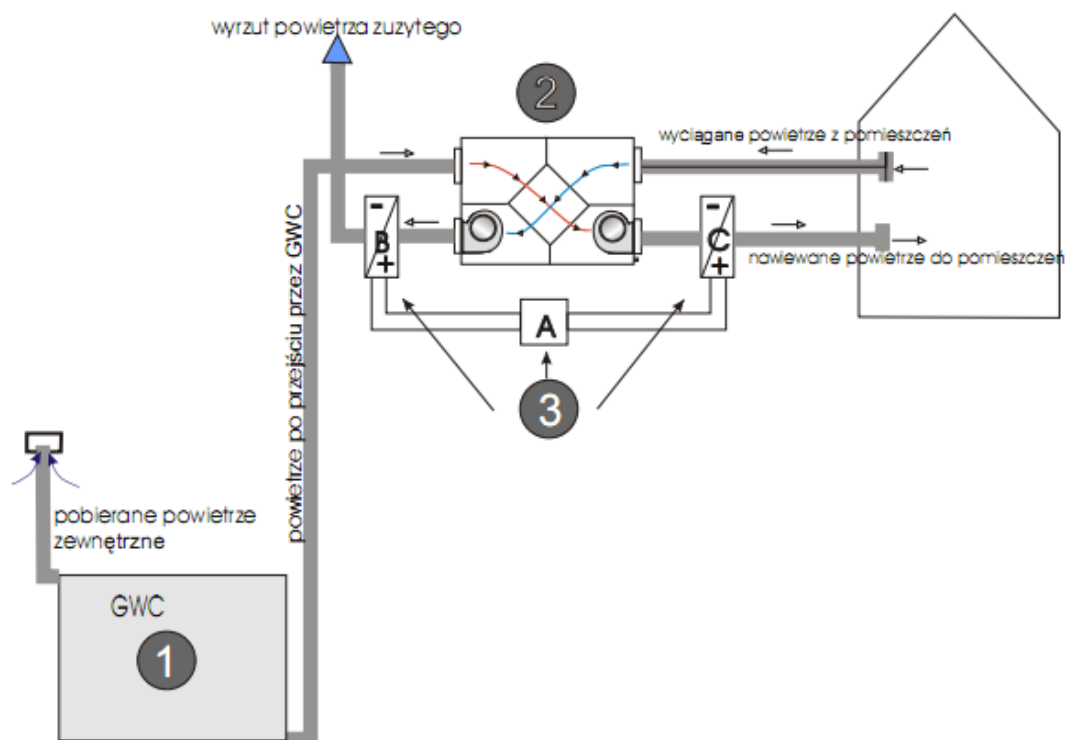 wyrzut powietrza zuzytego
2
wyciągane powietrze z pomieszczeń
-
B
+
-
C
+
nawiewane powietrze do pomieszczeń
A
3
powietrze po przejściu przez GWC
pobierane powietrze
zewnętrzne
GWC
1